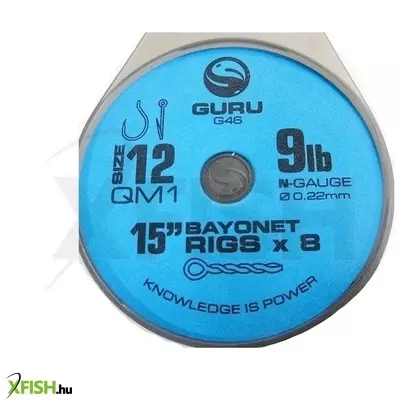 GURU
G46
SIZE
12
QM1
9lb
N-GAUGE
Ø 0.22mm
15” BAYONET
RIGS x 8
KNOWLEDGE IS POWER
XFISH.hu